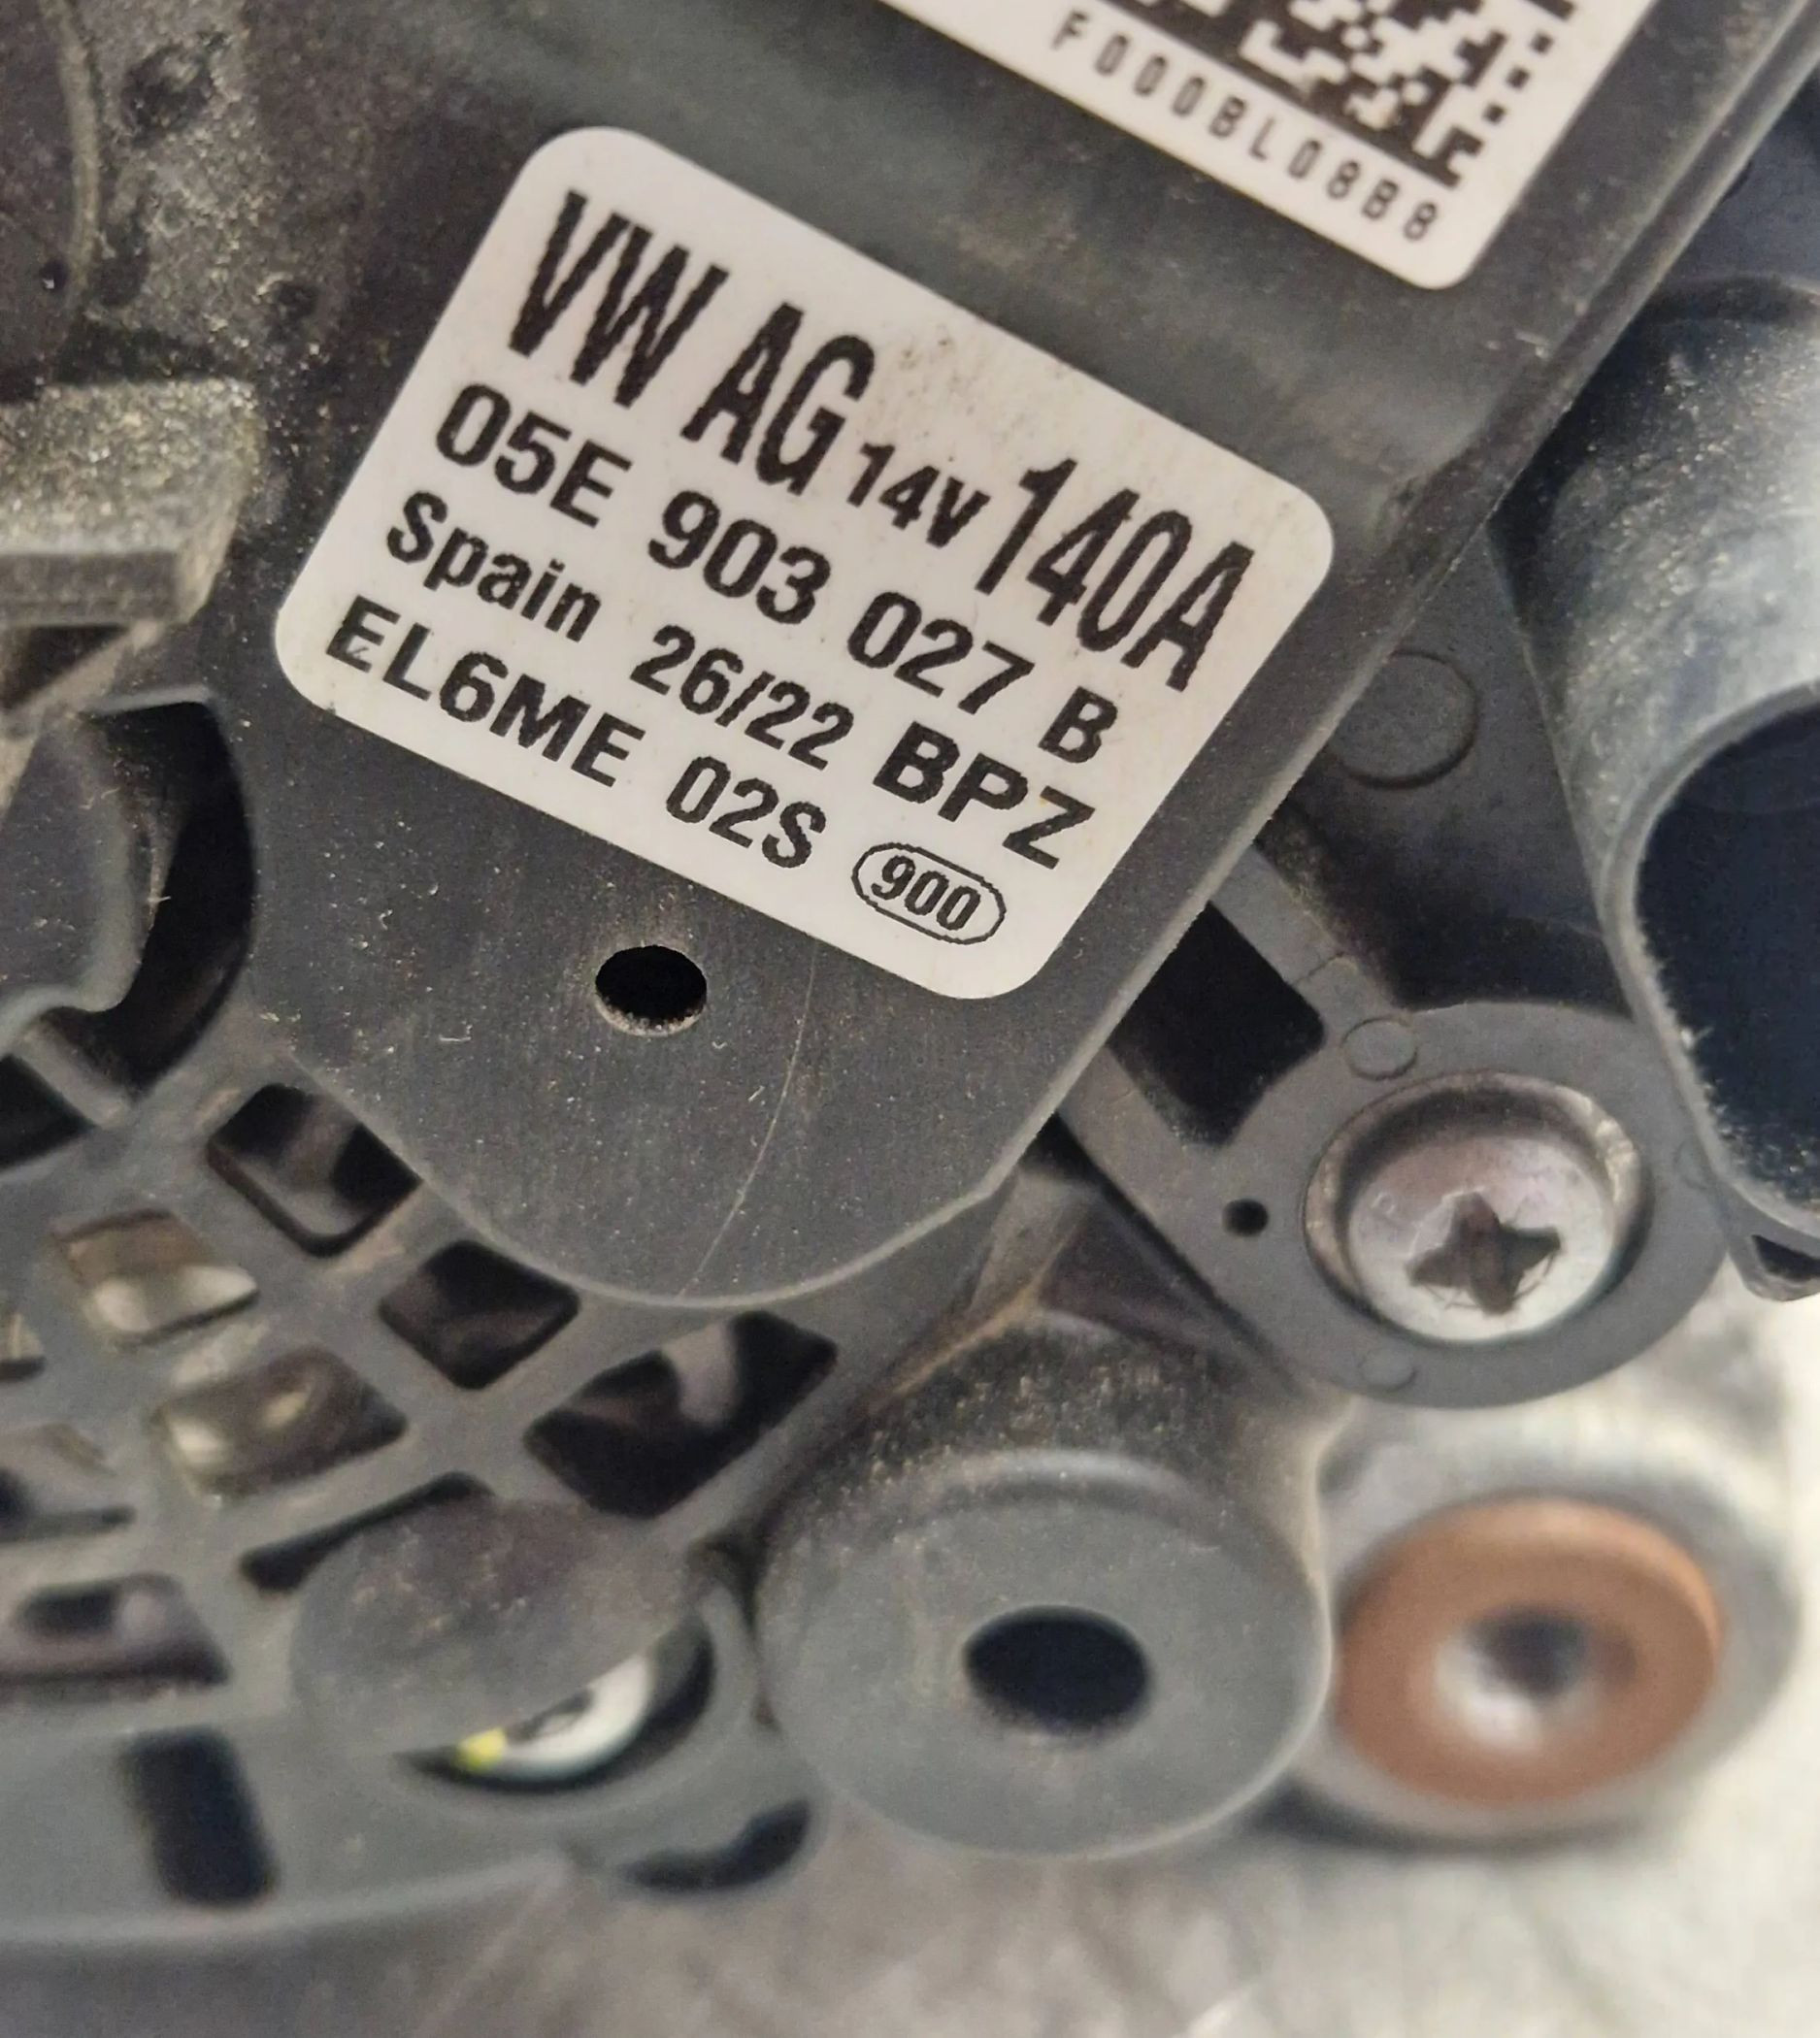 F000BL08B8
VW AG 14V 140A
05E 903 027 B
Spain 26/22 BPZ
EL6ME 02S 900